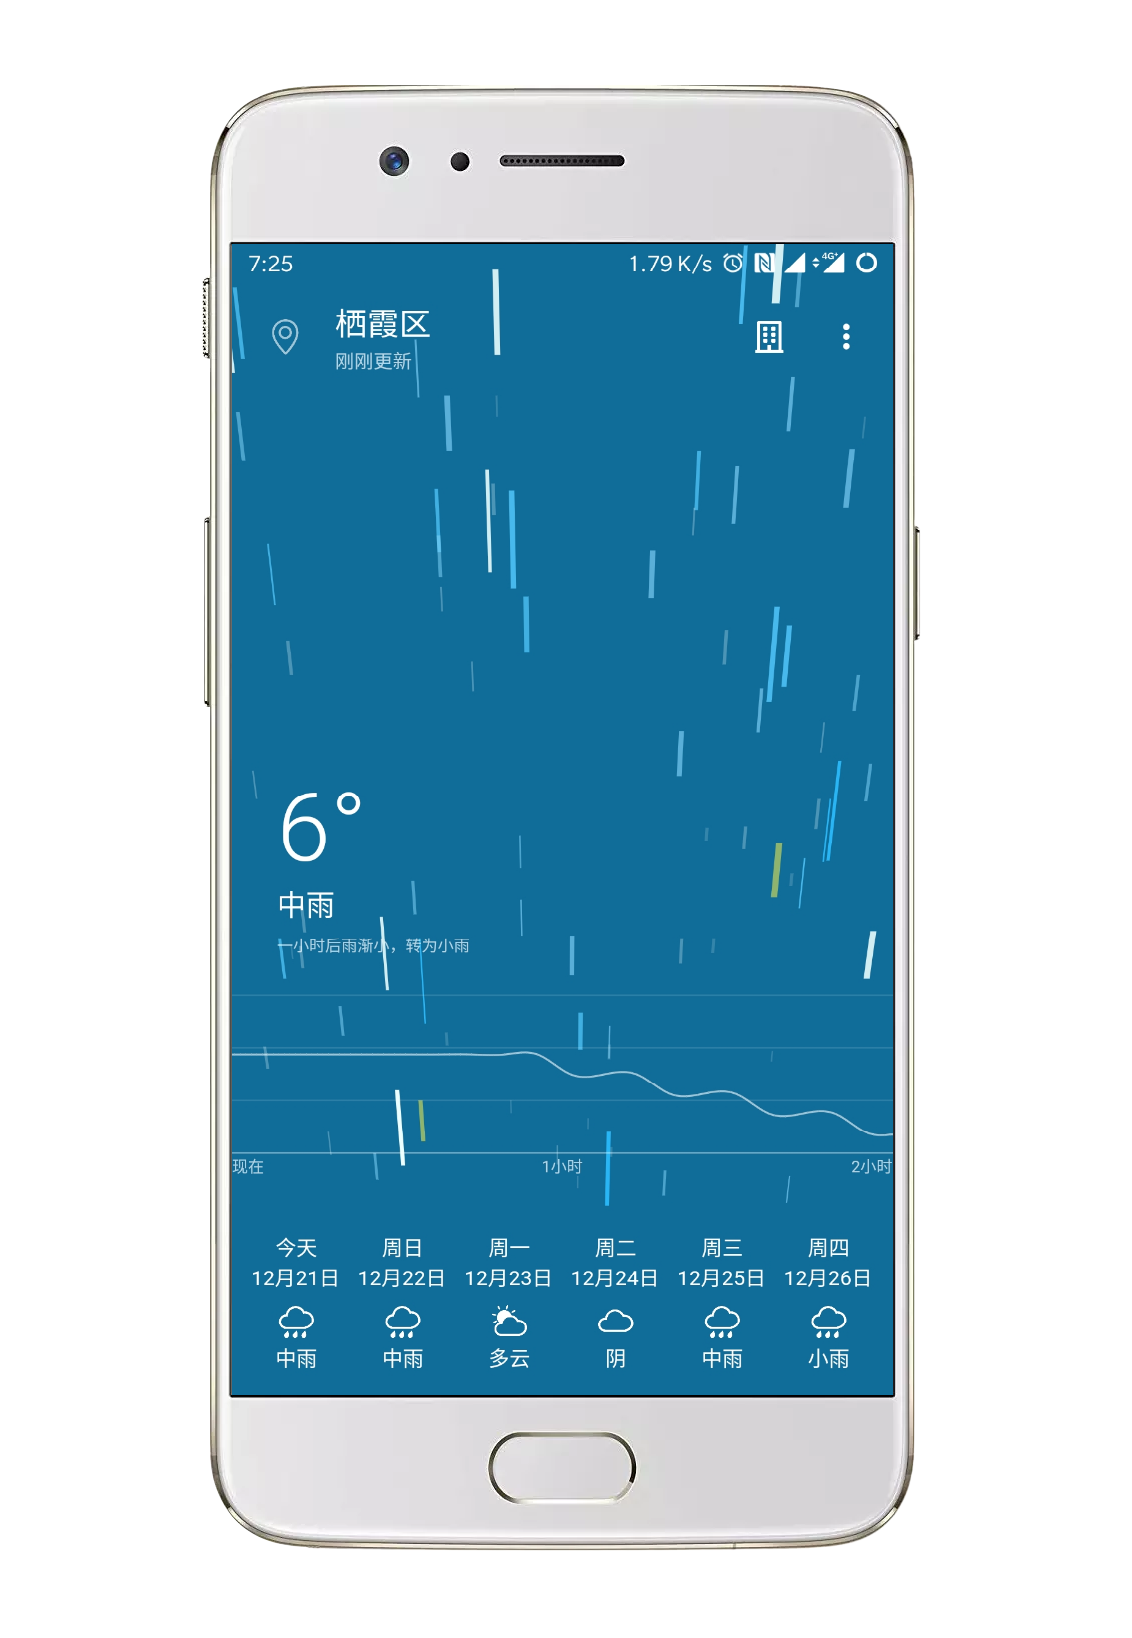 7:25 1.79 K/s 4G+
栖霞区
刚刚更新
6°
中雨
一小时后雨渐小，转为小雨
现在 1小时 2小时
今天 周日 周一 周二 周三 周四
12月21日 12月22日 12月23日 12月24日 12月25日 12月26日
中雨 中雨 多云 阴 中雨 小雨